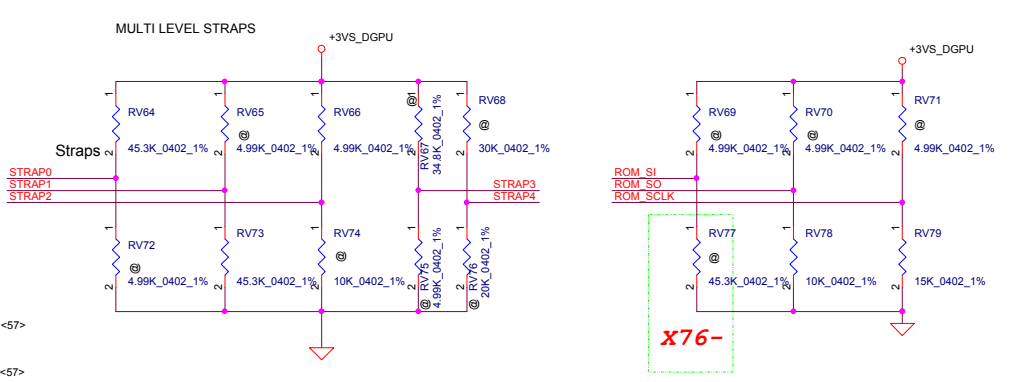 MULTI LEVEL STRAPS
+3VS_DGPU
+3VS_DGPU
1
RV64
45.3K_0402_1%
2
1
RV65
@
4.99K_0402_1%
2
1
RV66
4.99K_0402_1%
2
1
@
RV67
34.8K_0402_1%
2
1
RV68
@
30K_0402_1%
2
1
RV69
@
4.99K_0402_1%
2
1
RV70
@
4.99K_0402_1%
2
1
RV71
@
4.99K_0402_1%
2
Straps
STRAP0
STRAP1
STRAP2
STRAP3
STRAP4
ROM_SI
ROM_SO
ROM_SCLK
1
RV72
@
4.99K_0402_1%
2
1
RV73
45.3K_0402_1%
2
1
RV74
@
10K_0402_1%
2
1
RV75
4.99K_0402_1%
2
@
1
RV76
20K_0402_1%
2
@
1
RV77
@
45.3K_0402_1%
2
1
RV78
10K_0402_1%
2
1
RV79
15K_0402_1%
2
X76-
<57>
<57>